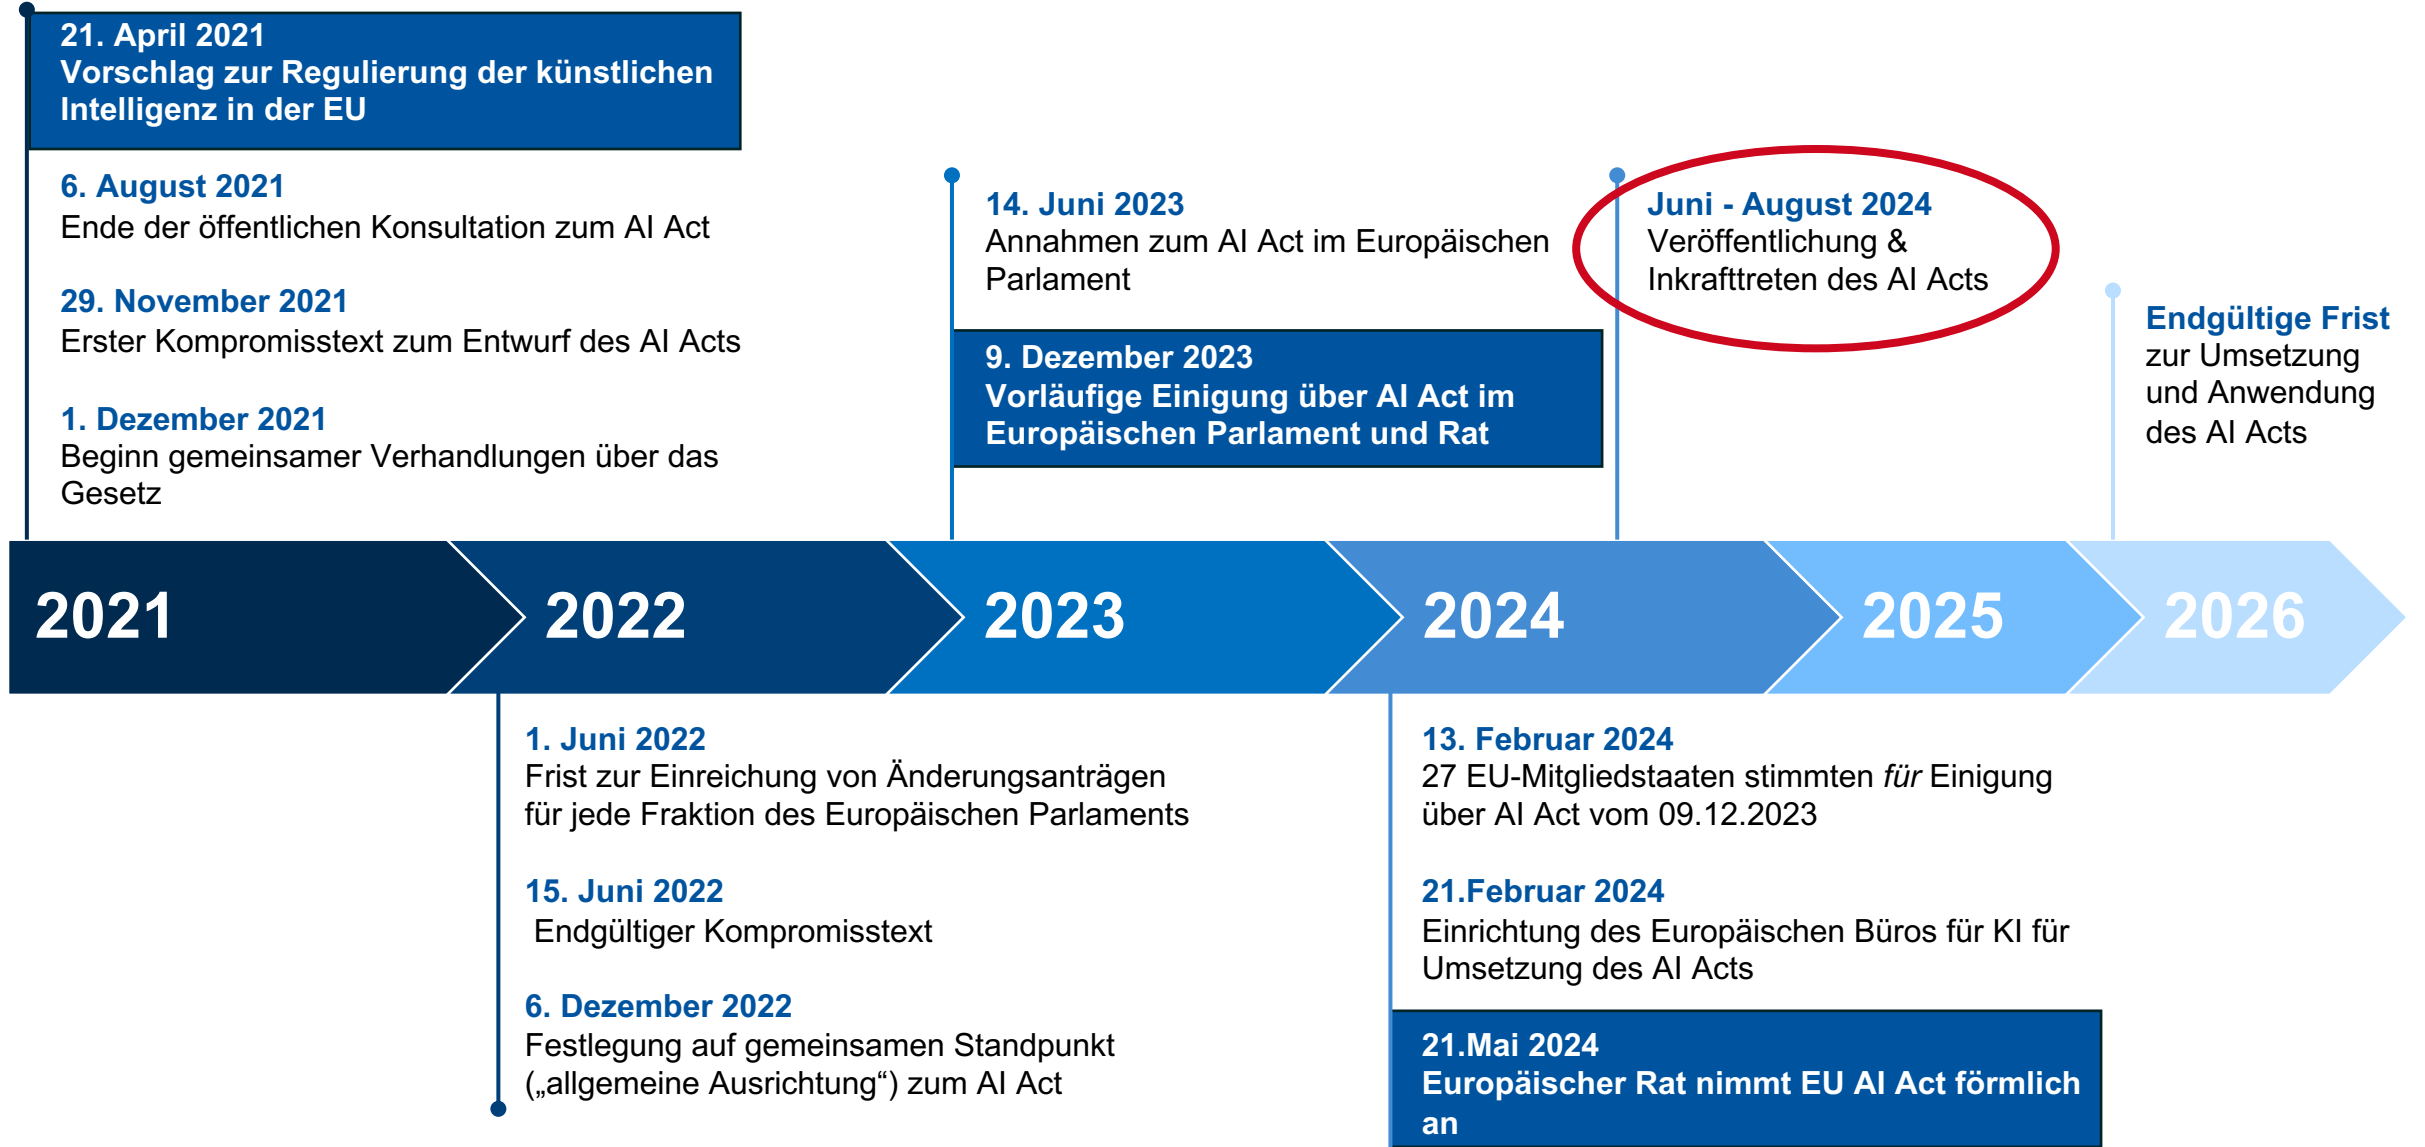 21. April 2021
Vorschlag zur Regulierung der künstlichen
Intelligenz in der EU
6. August 2021
Ende der öffentlichen Konsultation zum AI Act
29. November 2021
Erster Kompromisstext zum Entwurf des AI Acts
1. Dezember 2021
Beginn gemeinsamer Verhandlungen über das
Gesetz
14. Juni 2023
Annahmen zum AI Act im Europäischen
Parlament
9. Dezember 2023
Vorläufige Einigung über AI Act im
Europäischen Parlament und Rat
Juni - August 2024
Veröffentlichung &
Inkrafttreten des AI Acts
Endgültige Frist
zur Umsetzung
und Anwendung
des AI Acts
2021
2022
2023
2024
2025
2026
1. Juni 2022
Frist zur Einreichung von Änderungsanträgen
für jede Fraktion des Europäischen Parlaments
15. Juni 2022
Endgültiger Kompromisstext
6. Dezember 2022
Festlegung auf gemeinsamen Standpunkt
(„allgemeine Ausrichtung“) zum AI Act
13. Februar 2024
27 EU-Mitgliedstaaten stimmten für Einigung
über AI Act vom 09.12.2023
21.Februar 2024
Einrichtung des Europäischen Büros für KI für
Umsetzung des AI Acts
21.Mai 2024
Europäischer Rat nimmt EU AI Act förmlich
an